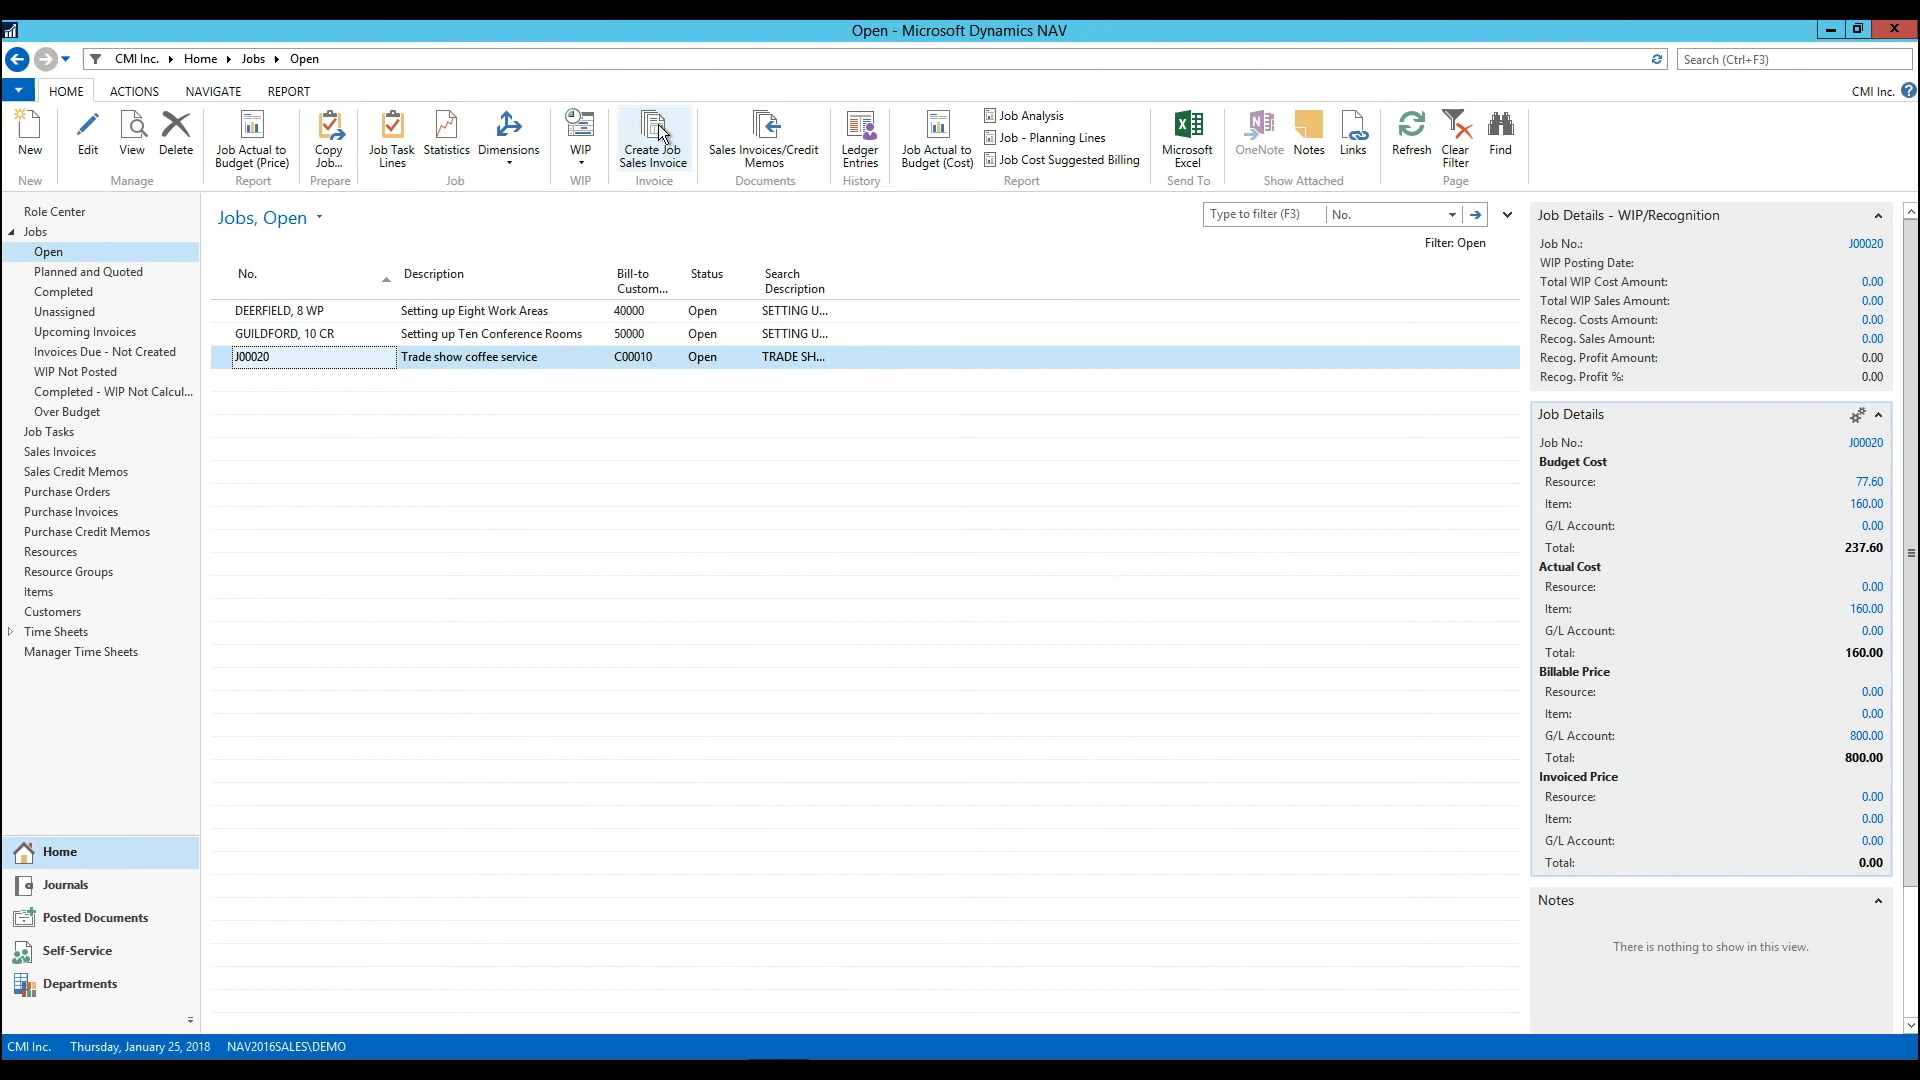 Open - Microsoft Dynamics NAV
CMI Inc. Home Jobs Open
Search (Ctrl+F3)
HOME ACTIONS NAVIGATE REPORT
CMI Inc.
New
Edit
View
Delete
Job Actual to
Budget (Price)
Copy
Job...
Job Task
Lines
Statistics
Dimensions
WIP
Create Job
Sales Invoice
Sales Invoices/Credit
Memos
Ledger
Entries
Job Actual to
Budget (Cost)
Job Analysis
Job - Planning Lines
Job Cost Suggested Billing
Microsoft
Excel
OneNote
Notes
Links
Refresh
Clear
Filter
Find
New
Manage
Report
Prepare
Job
WIP
Invoice
Documents
History
Report
Send To
Show Attached
Page
Role Center
Jobs
Open
Planned and Quoted
Completed
Unassigned
Upcoming Invoices
Invoices Due - Not Created
WIP Not Posted
Completed - WIP Not Calcul...
Over Budget
Job Tasks
Sales Invoices
Sales Credit Memos
Purchase Orders
Purchase Invoices
Purchase Credit Memos
Resources
Resource Groups
Items
Customers
Time Sheets
Manager Time Sheets
Home
Journals
Posted Documents
Self-Service
Departments
Jobs, Open
Type to filter (F3) No.
Filter: Open
No. Description Bill-to Custom... Status Search Description
DEERFIELD, 8 WP Setting up Eight Work Areas 40000 Open SETTING U...
GUILDFORD, 10 CR Setting up Ten Conference Rooms 50000 Open SETTING U...
J00020 Trade show coffee service C00010 Open TRADE SH...
Job Details - WIP/Recognition
Job No.: J00020
WIP Posting Date:
Total WIP Cost Amount: 0.00
Total WIP Sales Amount: 0.00
Recog. Costs Amount: 0.00
Recog. Sales Amount: 0.00
Recog. Profit Amount: 0.00
Recog. Profit %: 0.00
Job Details
Job No.: J00020
Budget Cost
Resource: 77.60
Item: 160.00
G/L Account: 0.00
Total: 237.60
Actual Cost
Resource: 0.00
Item: 160.00
G/L Account: 0.00
Total: 160.00
Billable Price
Resource: 0.00
Item: 0.00
G/L Account: 800.00
Total: 800.00
Invoiced Price
Resource: 0.00
Item: 0.00
G/L Account: 0.00
Total: 0.00
Notes
There is nothing to show in this view.
CMI Inc. Thursday, January 25, 2018 NAV2016SALES\DEMO